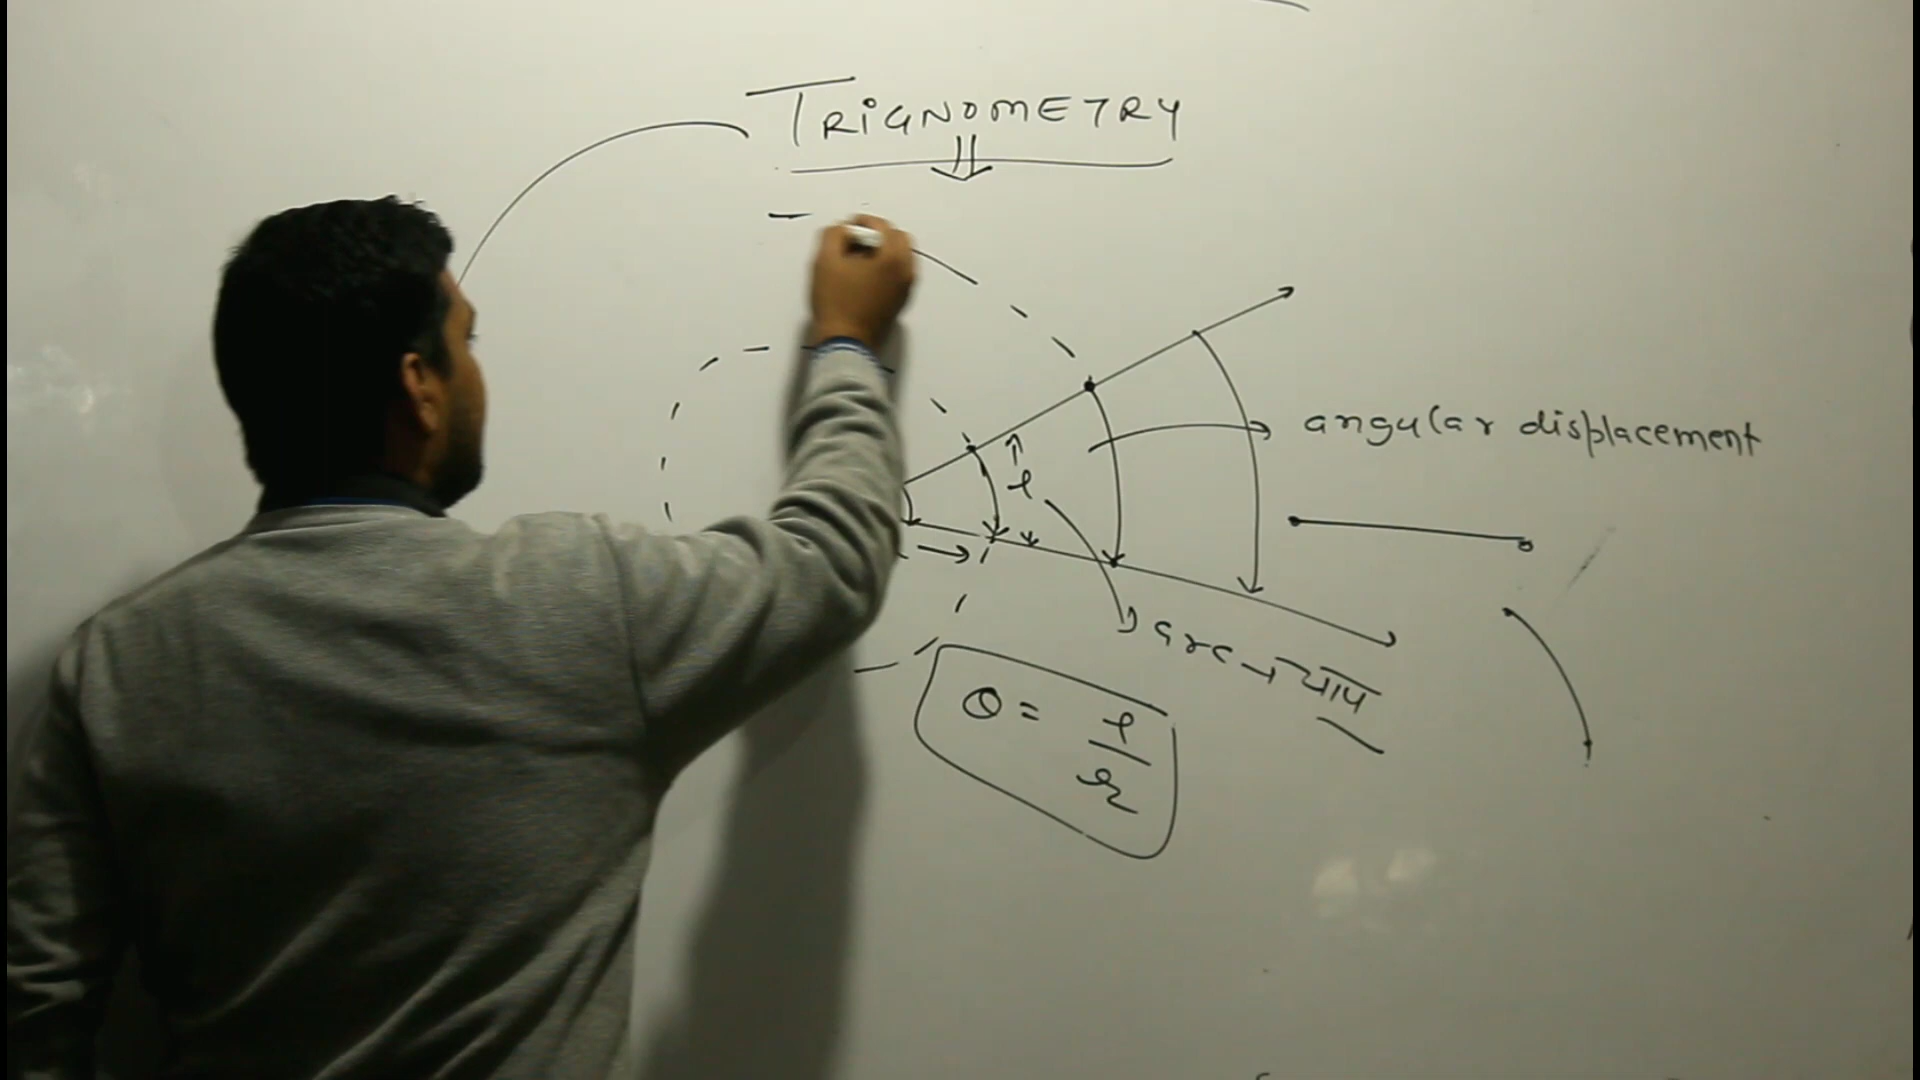 TRIGNOMETRY
angular displacement
l
arc → चाप
θ = l/r